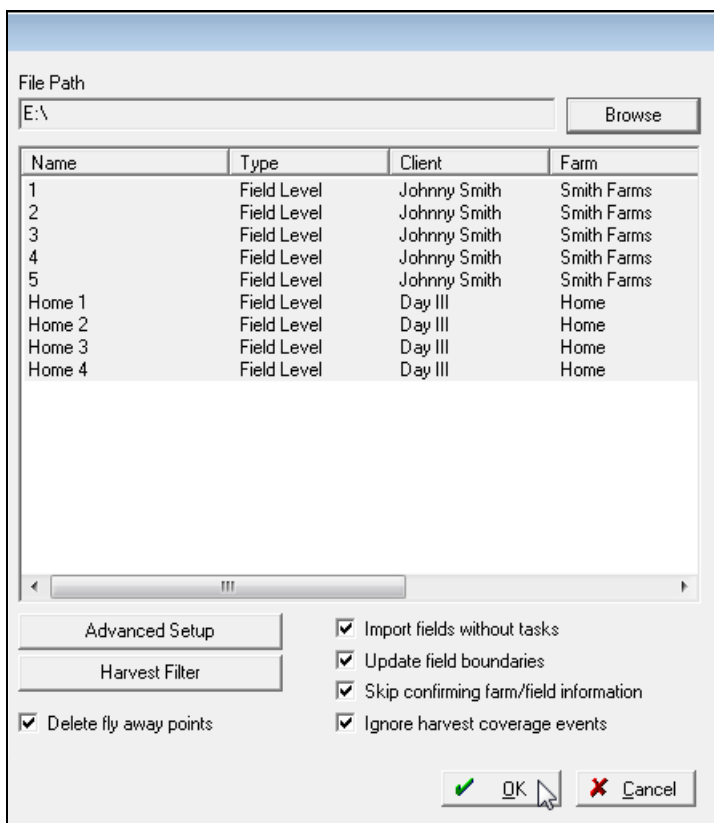 File Path
E:\ Browse
Name Type Client Farm
1 Field Level Johnny Smith Smith Farms
2 Field Level Johnny Smith Smith Farms
3 Field Level Johnny Smith Smith Farms
4 Field Level Johnny Smith Smith Farms
5 Field Level Johnny Smith Smith Farms
Home 1 Field Level Day III Home
Home 2 Field Level Day III Home
Home 3 Field Level Day III Home
Home 4 Field Level Day III Home
Advanced Setup Import fields without tasks
Harvest Filter Update field boundaries
Skip confirming farm/field information
Delete fly away points Ignore harvest coverage events
OK Cancel